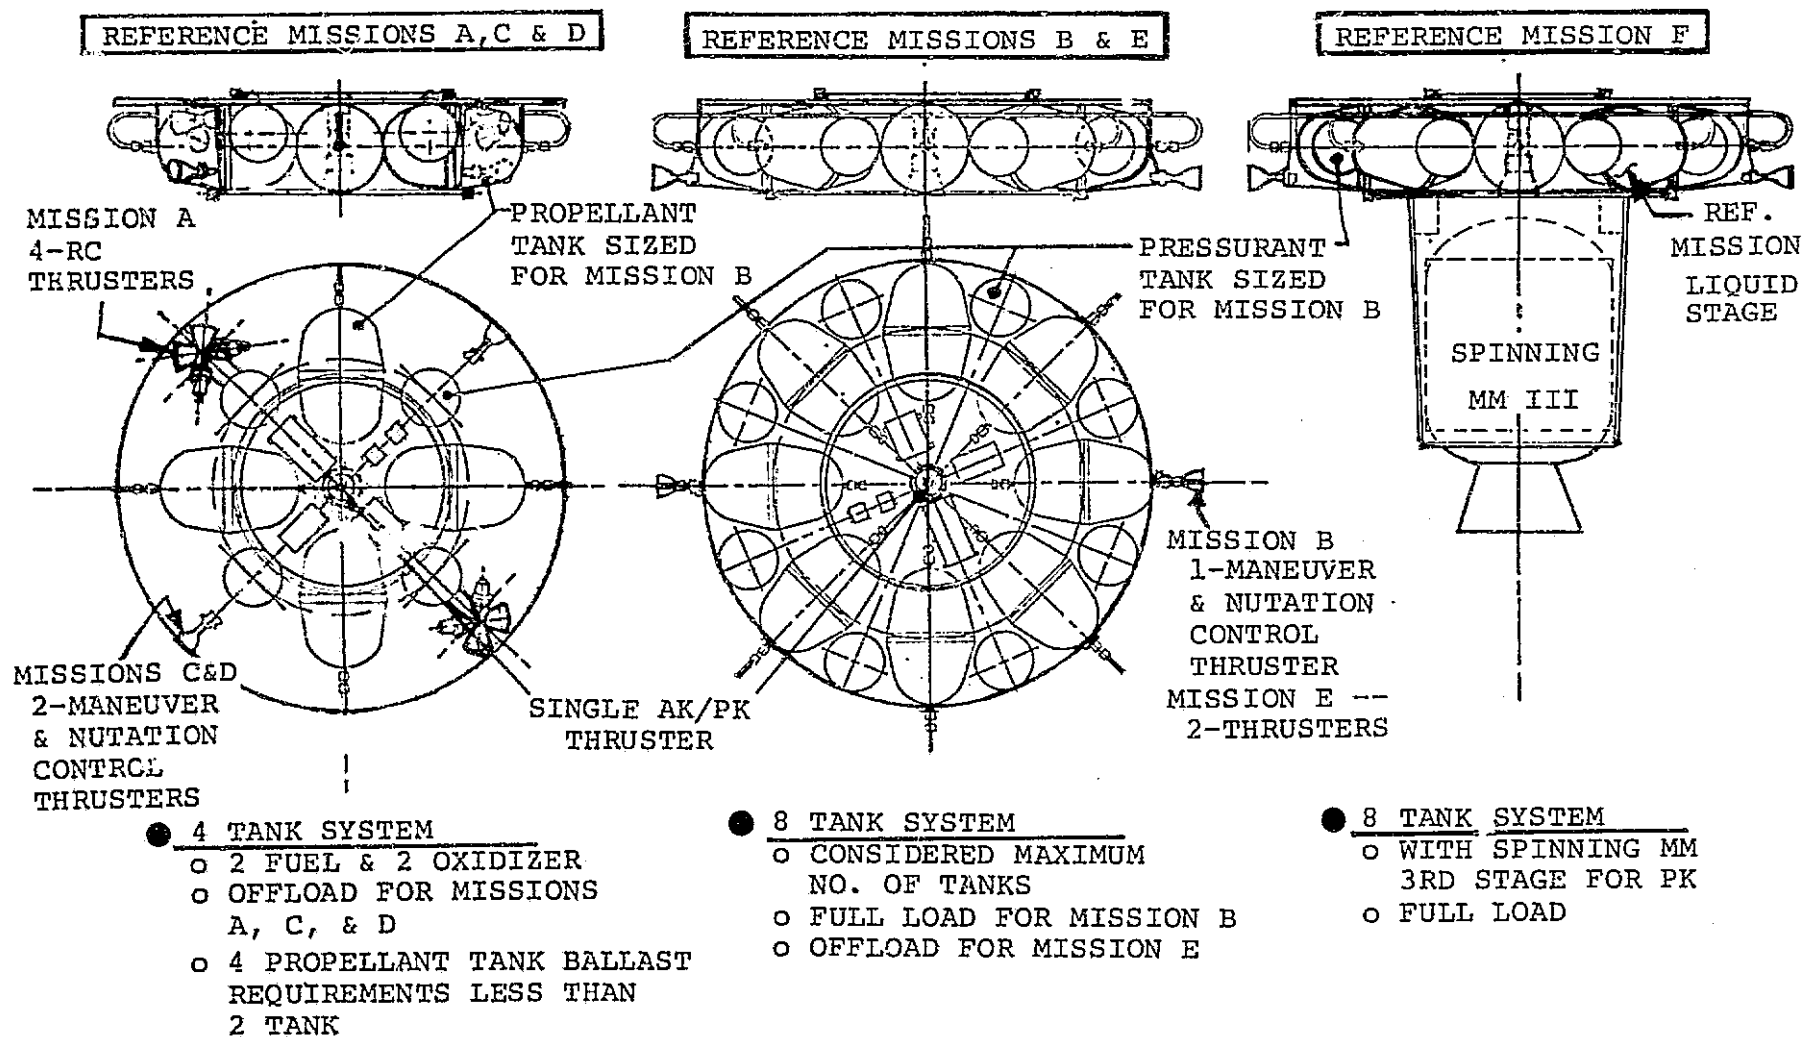 REFERENCE MISSIONS A,C & D
REFERENCE MISSIONS B & E
REFERENCE MISSION F
MISSION A
4-RC
THRUSTERS
PROPELLANT
TANK SIZED
FOR MISSION B
PRESSURANT
TANK SIZED
FOR MISSION B
REF.
MISSION
LIQUID
STAGE
SPINNING
MM III
MISSIONS C&D
2-MANEUVER
& NUTATION
CONTROL
THRUSTERS
SINGLE AK/PK
THRUSTER
MISSION B
1-MANEUVER
& NUTATION
CONTROL
THRUSTER
MISSION E --
2-THRUSTERS
● 4 TANK SYSTEM
o 2 FUEL & 2 OXIDIZER
o OFFLOAD FOR MISSIONS
A, C, & D
o 4 PROPELLANT TANK BALLAST
REQUIREMENTS LESS THAN
2 TANK
● 8 TANK SYSTEM
o CONSIDERED MAXIMUM
NO. OF TANKS
o FULL LOAD FOR MISSION B
o OFFLOAD FOR MISSION E
● 8 TANK SYSTEM
o WITH SPINNING MM
3RD STAGE FOR PK
o FULL LOAD